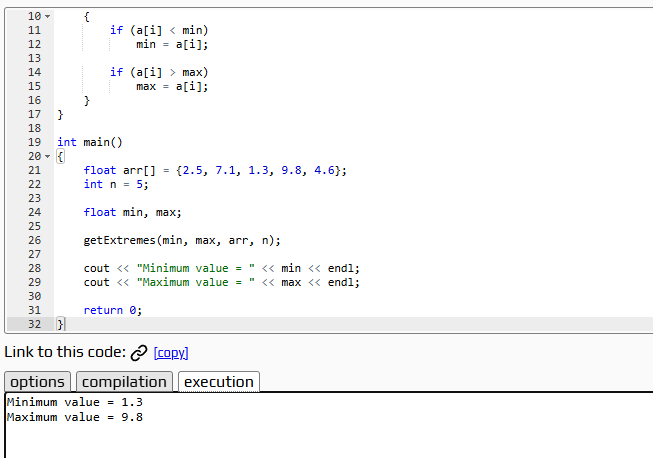 10 {
11 if (a[i] < min)
12 min = a[i];
13
14 if (a[i] > max)
15 max = a[i];
16 }
17 }
18
19 int main()
20 {
21 float arr[] = {2.5, 7.1, 1.3, 9.8, 4.6};
22 int n = 5;
23
24 float min, max;
25
26 getExtremes(min, max, arr, n);
27
28 cout << "Minimum value = " << min << endl;
29 cout << "Maximum value = " << max << endl;
30
31 return 0;
32 }
Link to this code: [copy]
options compilation execution
Minimum value = 1.3
Maximum value = 9.8